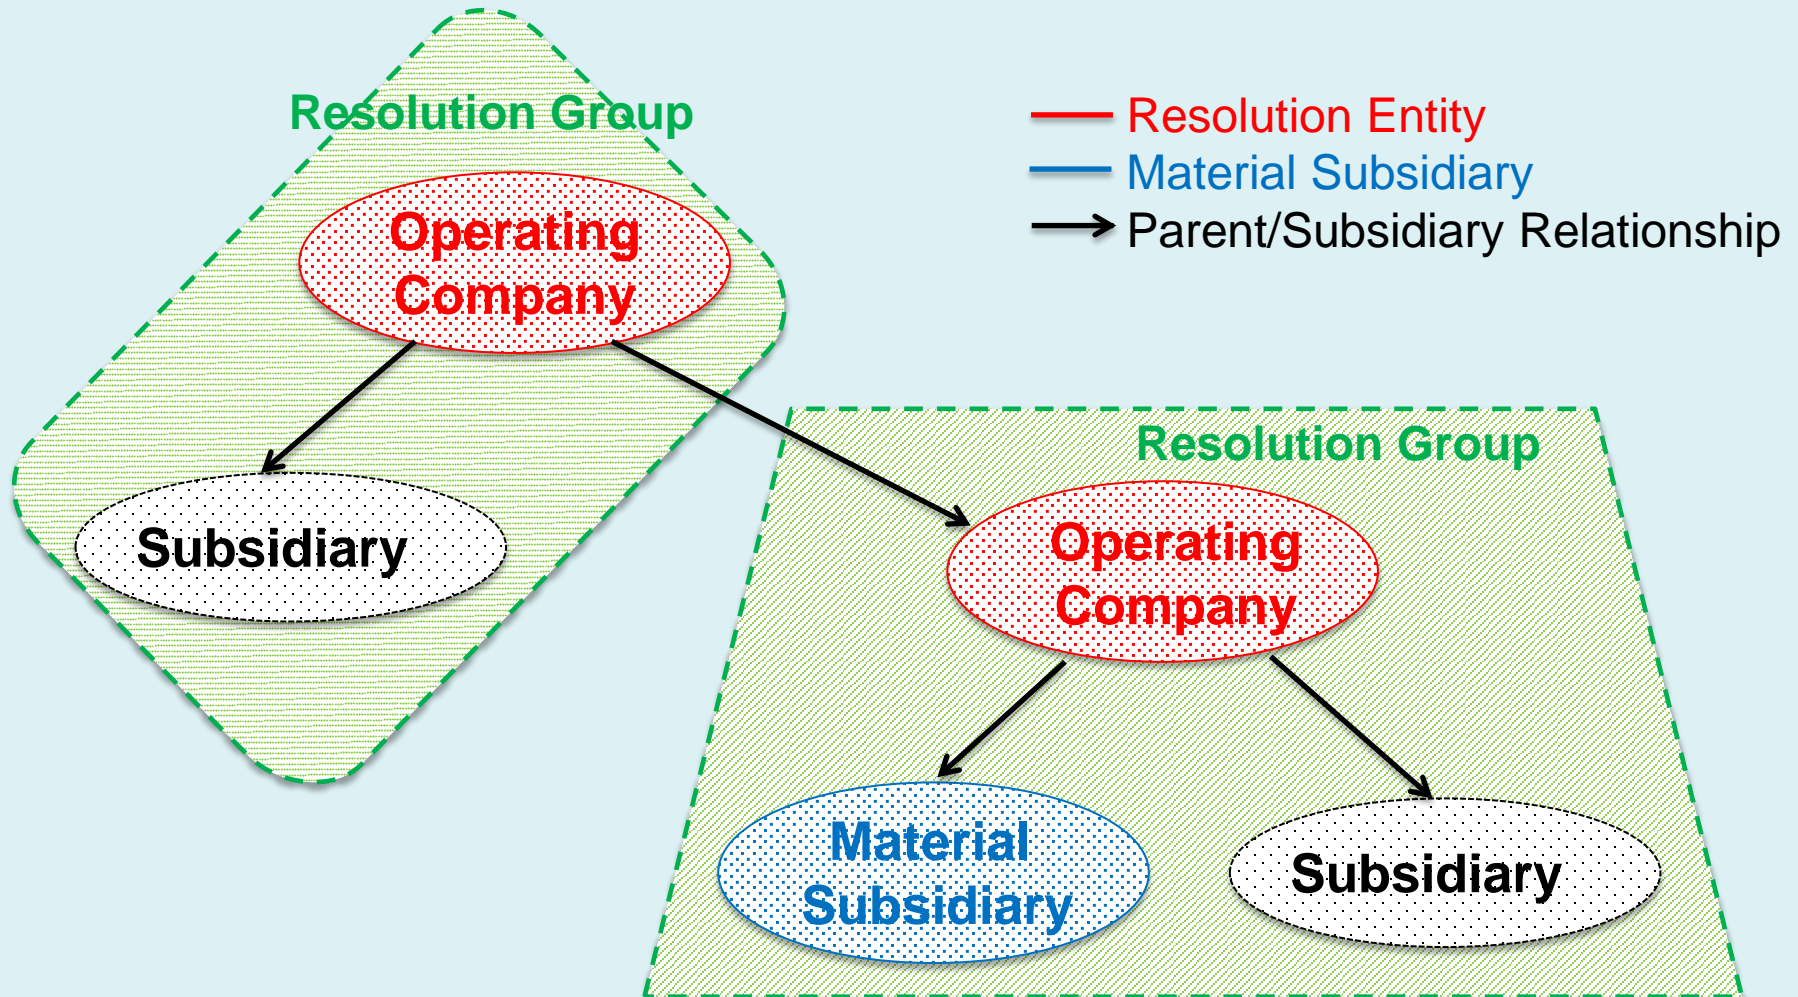 Resolution Group
Operating
Company
Subsidiary
Resolution Entity
Material Subsidiary
Parent/Subsidiary Relationship
Resolution Group
Operating
Company
Material
Subsidiary
Subsidiary